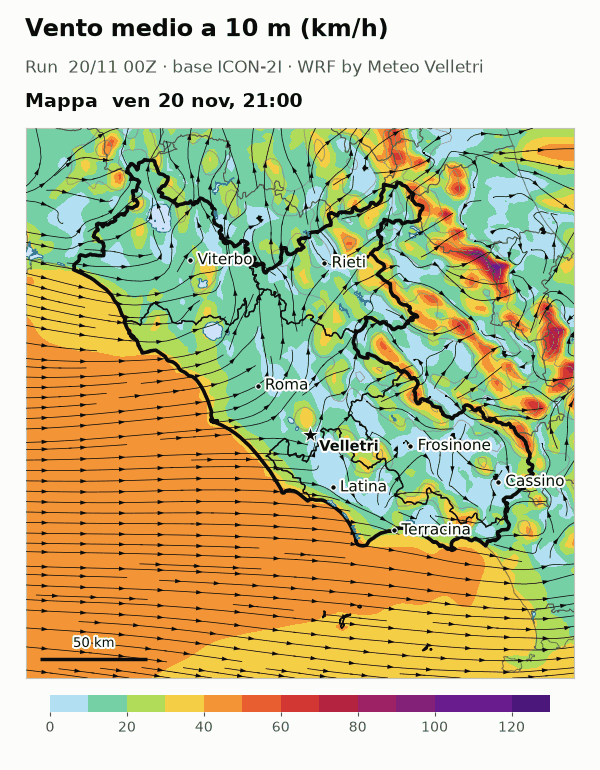 Vento medio a 10 m (km/h)
Run  20/11 00Z · base ICON-2I · WRF by Meteo Velletri
Mappa  ven 20 nov, 21:00
Viterbo
Rieti
Roma
Velletri
Frosinone
Cassino
Latina
Terracina
50 km
0 20 40 60 80 100 120